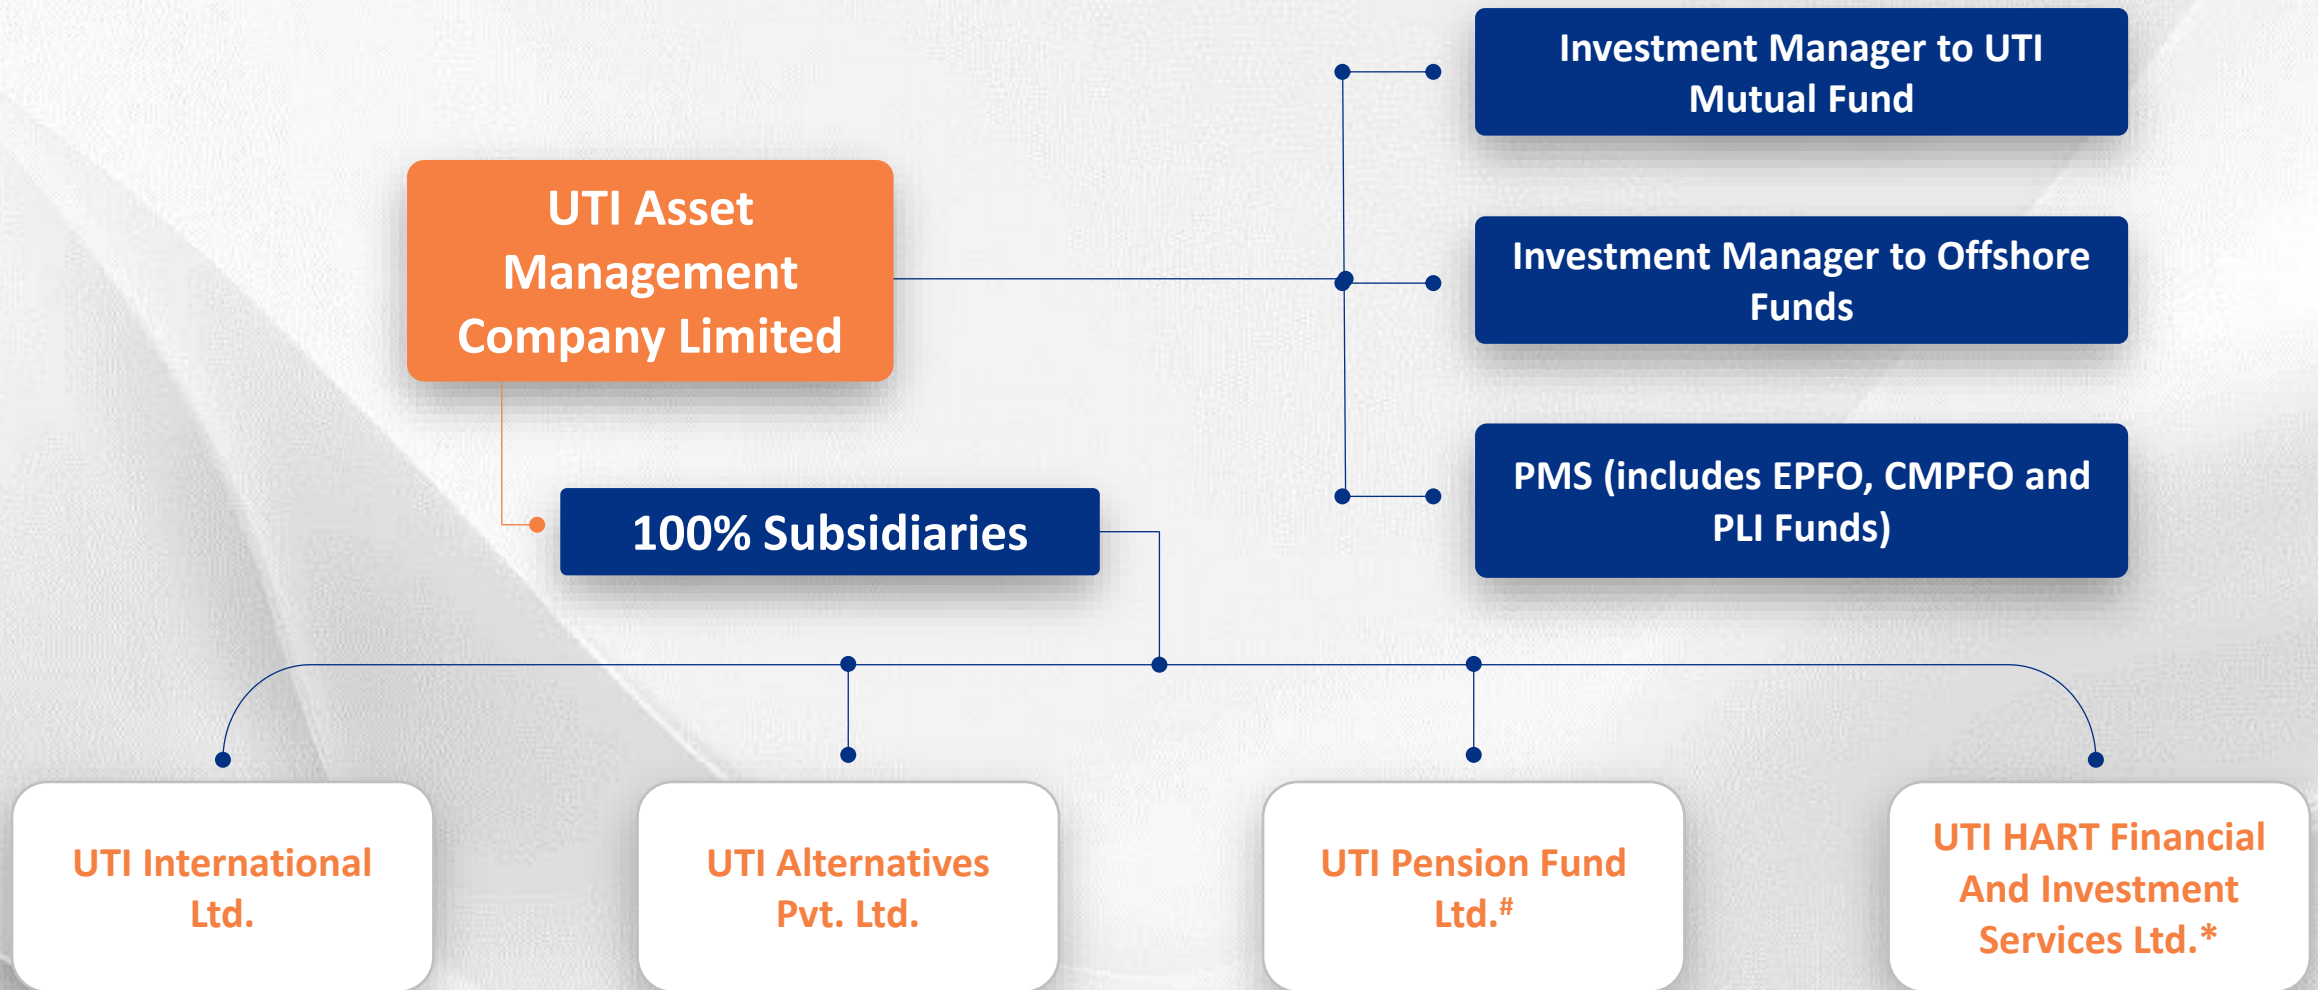 Investment Manager to UTI
Mutual Fund
UTI Asset
Management
Company Limited
Investment Manager to Offshore
Funds
PMS (includes EPFO, CMPFO and
PLI Funds)
100% Subsidiaries
UTI International
Ltd.
UTI Alternatives
Pvt. Ltd.
UTI Pension Fund
Ltd.#
UTI HART Financial
And Investment
Services Ltd.*